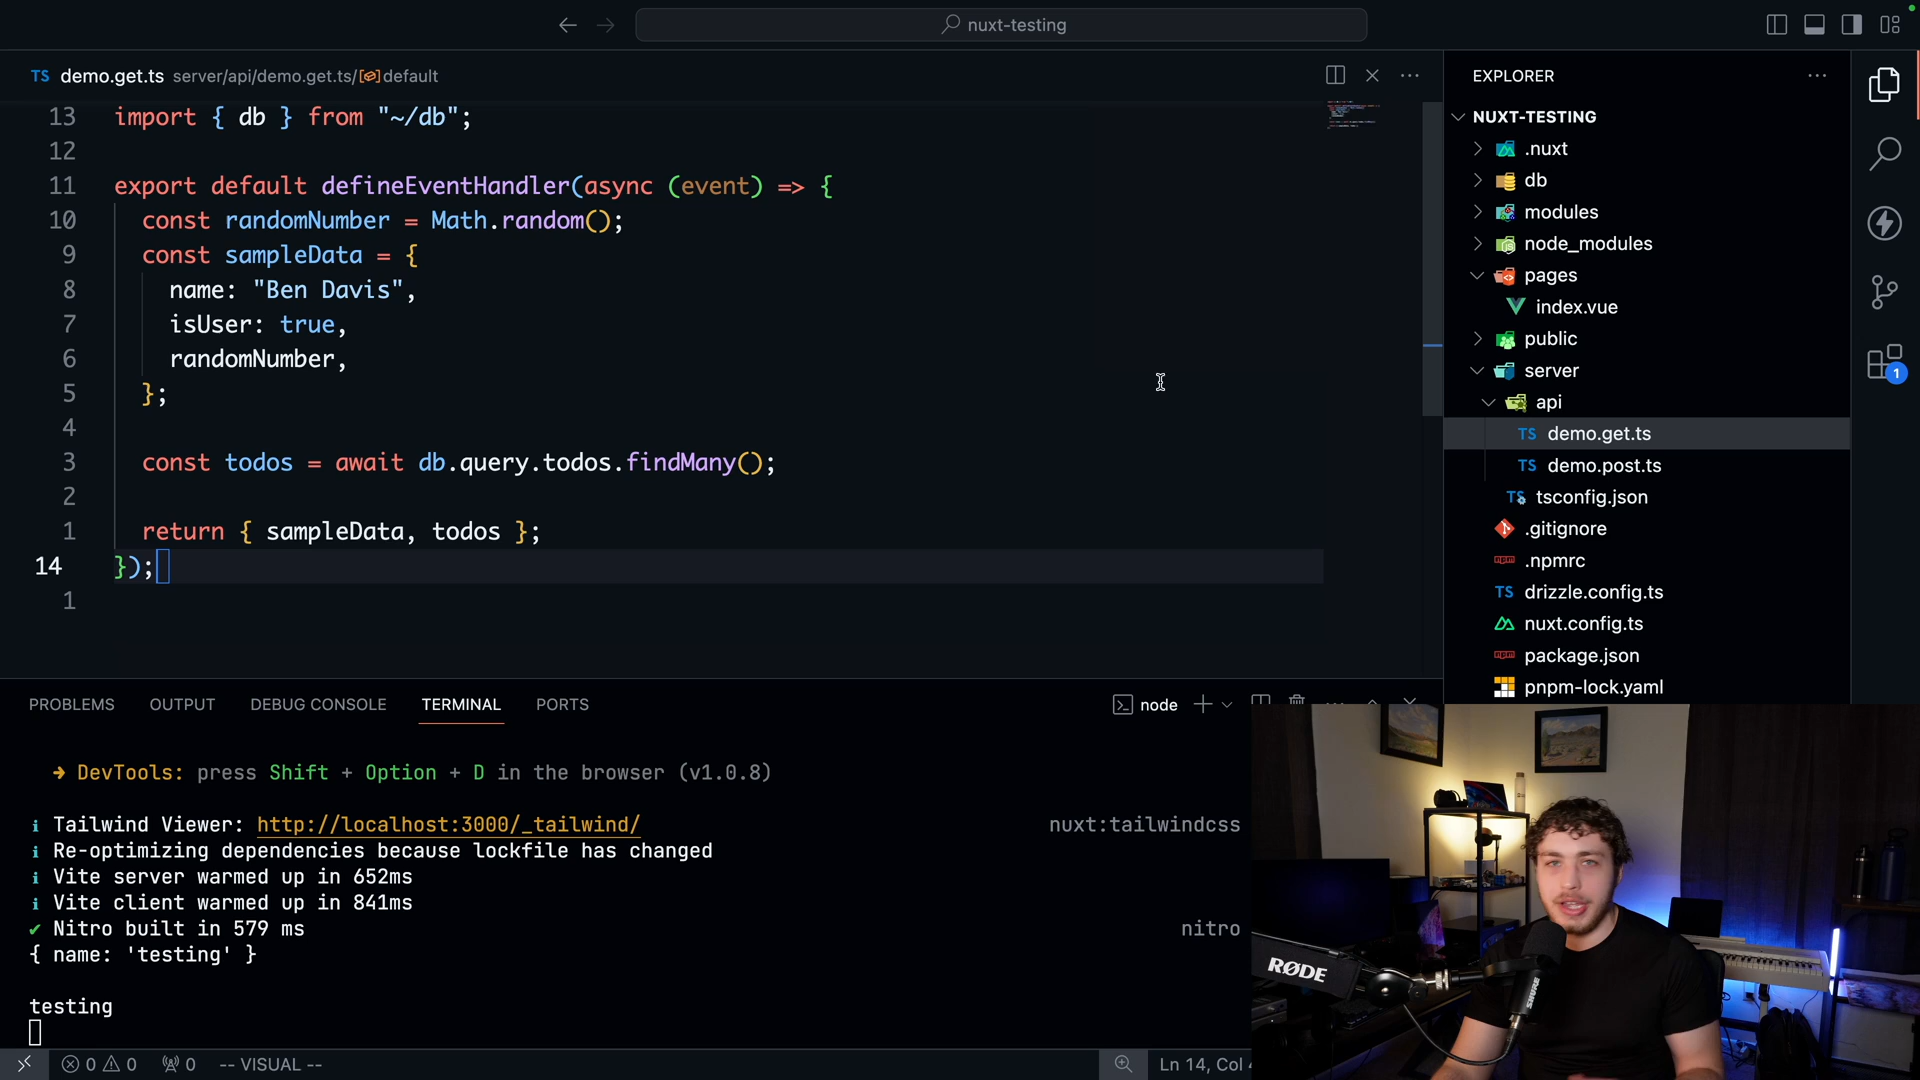 nuxt-testing
TS demo.get.ts server/api/demo.get.ts/ default
13 import { db } from "~/db";
12
11 export default defineEventHandler(async (event) => {
10 const randomNumber = Math.random();
9 const sampleData = {
8 name: "Ben Davis",
7 isUser: true,
6 randomNumber,
5 };
4
3 const todos = await db.query.todos.findMany();
2
1 return { sampleData, todos };
14 });
1
EXPLORER
NUXT-TESTING
.nuxt
db
modules
node_modules
pages
index.vue
public
server
api
TS demo.get.ts
TS demo.post.ts
TS tsconfig.json
.gitignore
.npmrc
TS drizzle.config.ts
nuxt.config.ts
package.json
pnpm-lock.yaml
1
PROBLEMS OUTPUT DEBUG CONSOLE TERMINAL PORTS
node
➜ DevTools: press Shift + Option + D in the browser (v1.0.8)
ℹ Tailwind Viewer: http://localhost:3000/_tailwind/ nuxt:tailwindcss
ℹ Re-optimizing dependencies because lockfile has changed
ℹ Vite server warmed up in 652ms
ℹ Vite client warmed up in 841ms
✔ Nitro built in 579 ms nitro
{ name: 'testing' }
testing
0 0 0 -- VISUAL -- Ln 14, Col
RØDE
SHURE